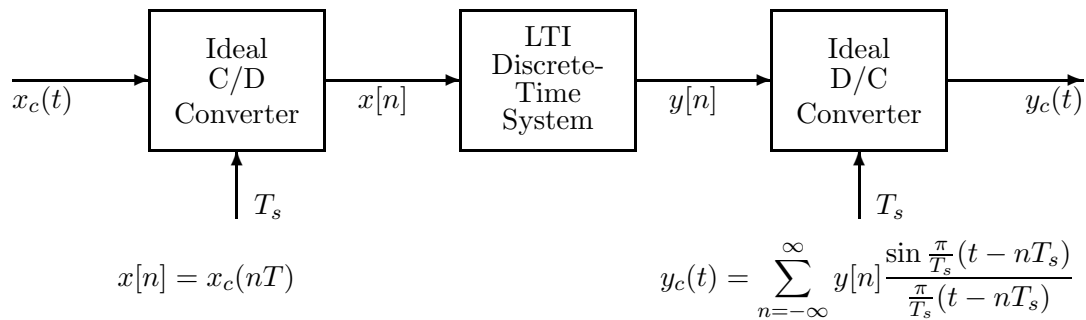 Ideal
C/D
Converter
LTI
Discrete-
Time
System
Ideal
D/C
Converter
x_c(t)
x[n]
y[n]
y_c(t)
T_s
T_s
x[n] = x_c(nT)
y_c(t) = \sum_{n=-\infty}^{\infty} y[n] \frac{\sin \frac{\pi}{T_s}(t - nT_s)}{\frac{\pi}{T_s}(t - nT_s)}